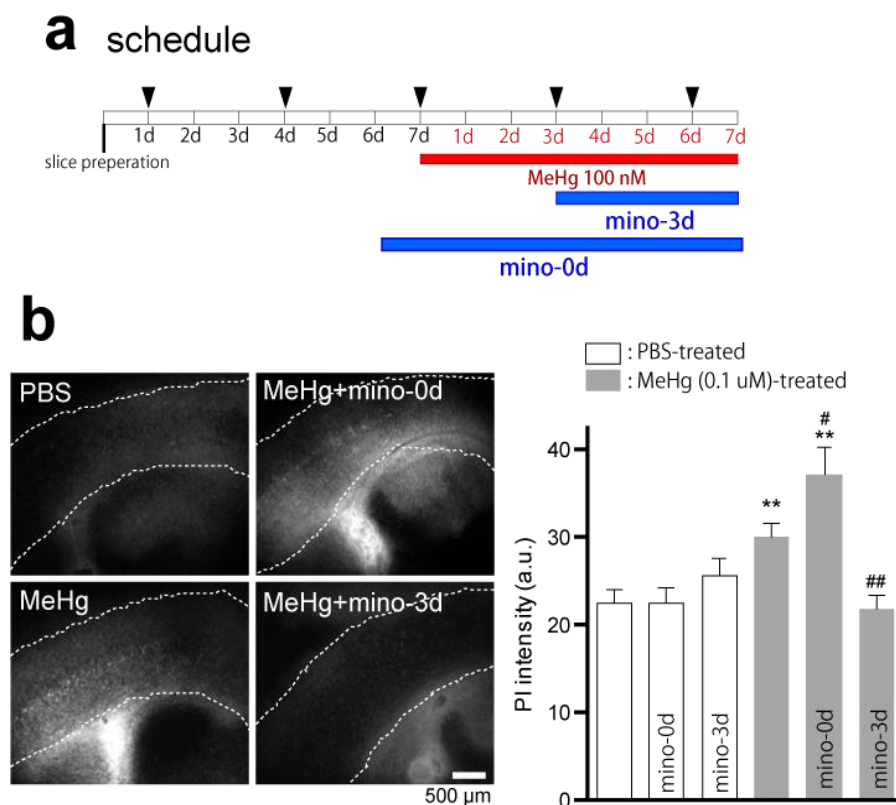 a schedule
1d 2d 3d 4d 5d 6d 7d 1d 2d 3d 4d 5d 6d 7d
slice preperation
MeHg 100 nM
mino-3d
mino-0d
b
: PBS-treated
: MeHg (0.1 uM)-treated
PBS
MeHg+mino-0d
MeHg
MeHg+mino-3d
500 µm
PI intensity (a.u.)
40
30
20
10
0
**
#
**
##
mino-0d
mino-3d
mino-0d
mino-3d